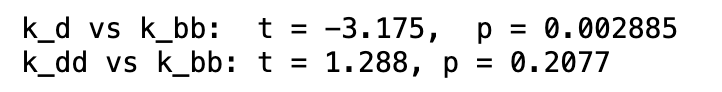 k_d vs k_bb:  t = -3.175,  p = 0.002885
k_dd vs k_bb: t = 1.288, p = 0.2077